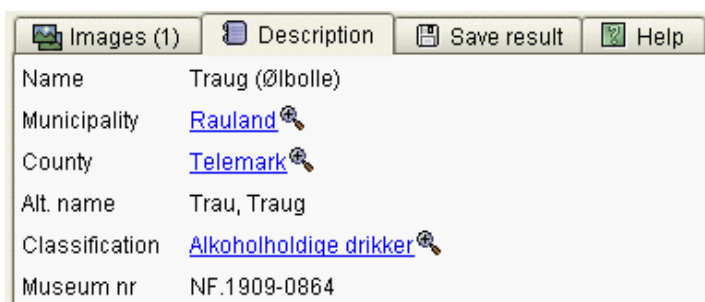 Images (1) Description Save result Help
Name Traug (Ølbolle)
Municipality Rauland
County Telemark
Alt. name Trau, Traug
Classification Alkoholholdige drikker
Museum nr NF.1909-0864